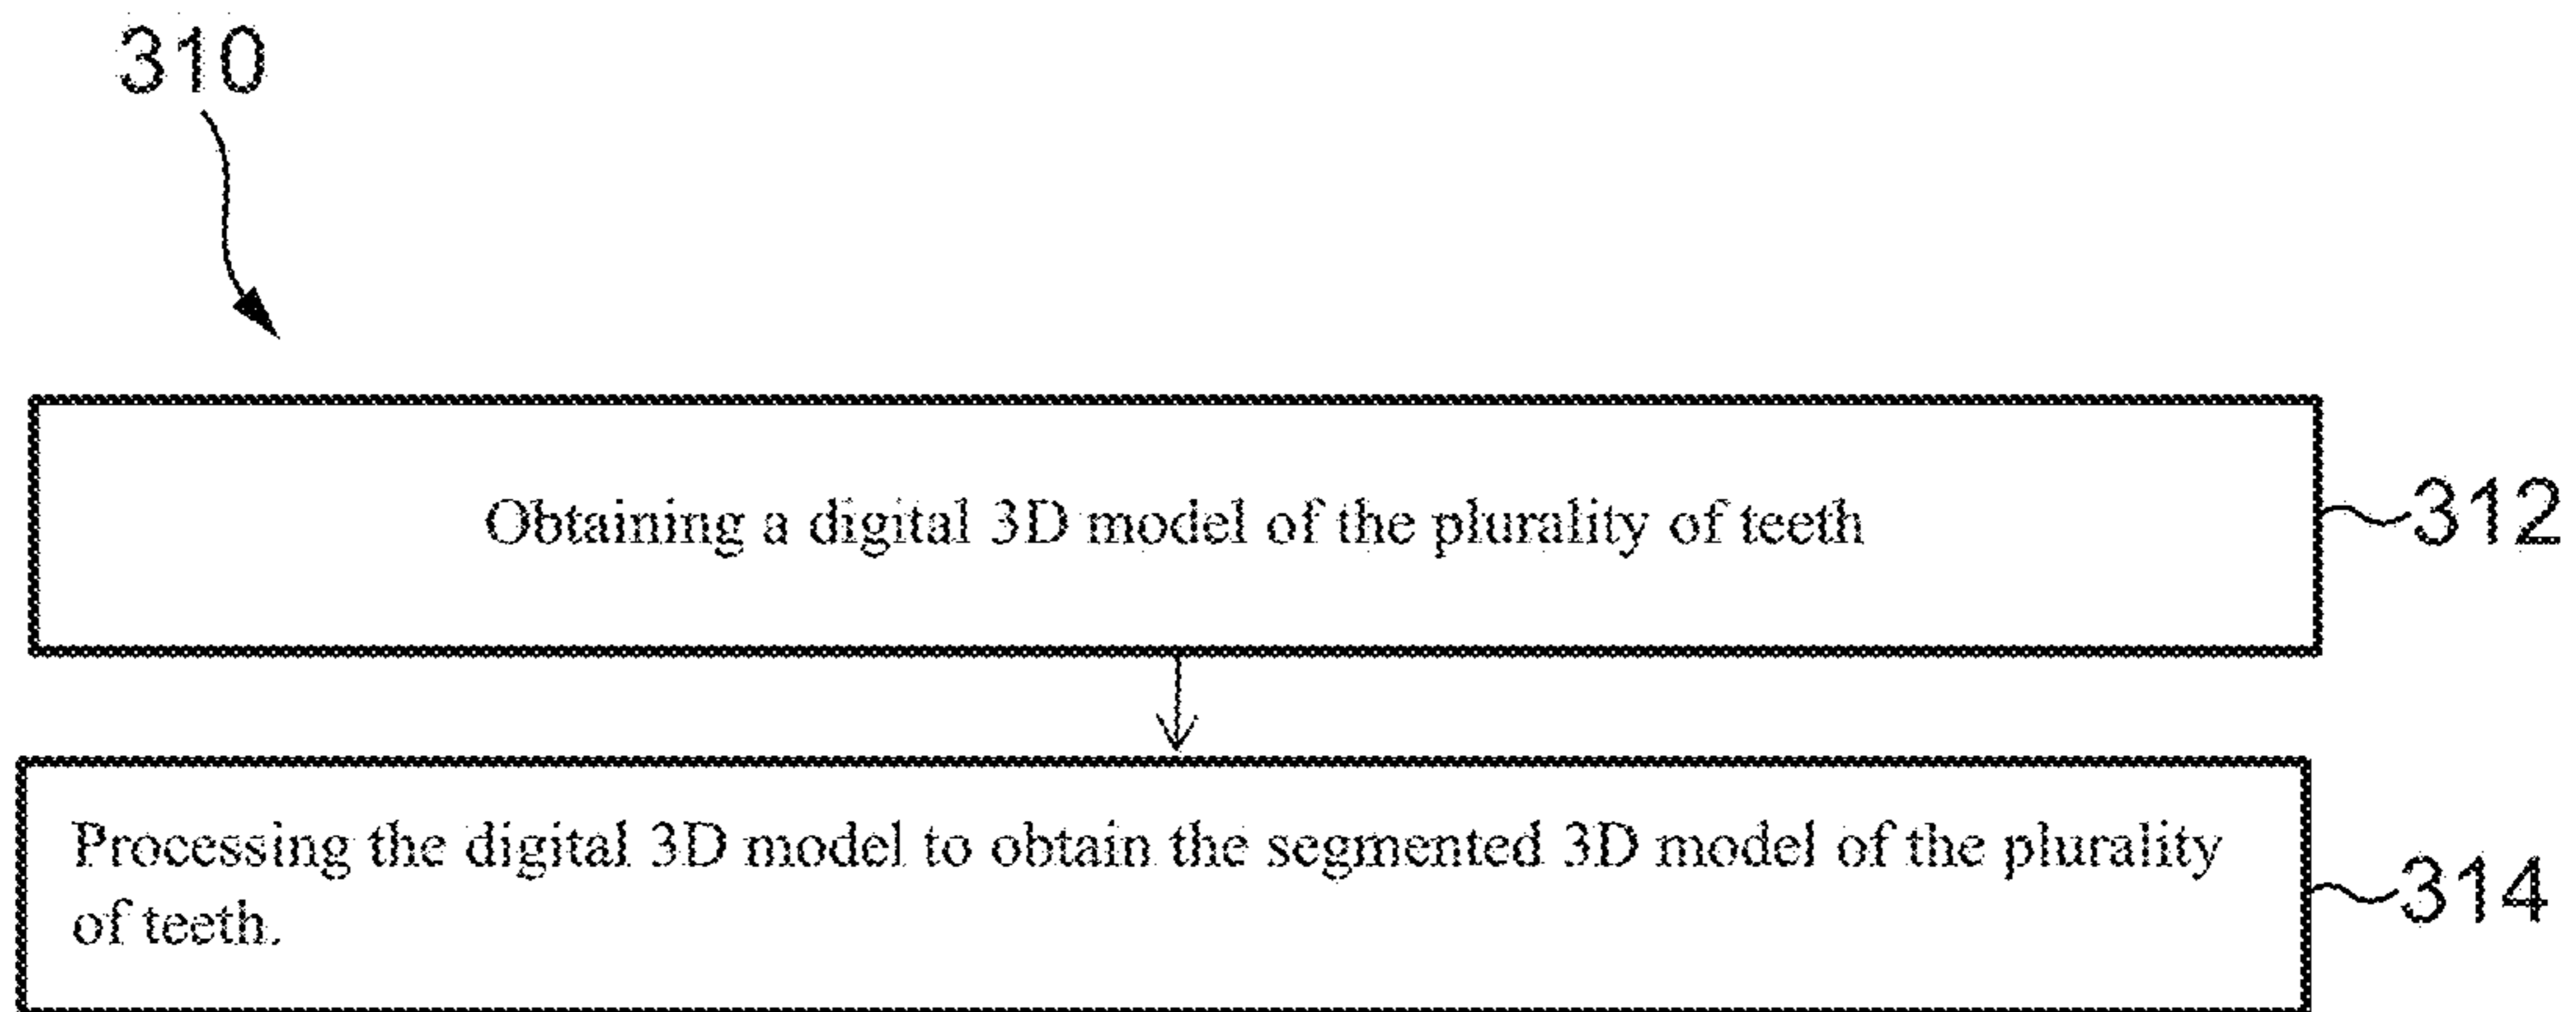 310
Obtaining a digital 3D model of the plurality of teeth
312
Processing the digital 3D model to obtain the segmented 3D model of the plurality
of teeth.
314